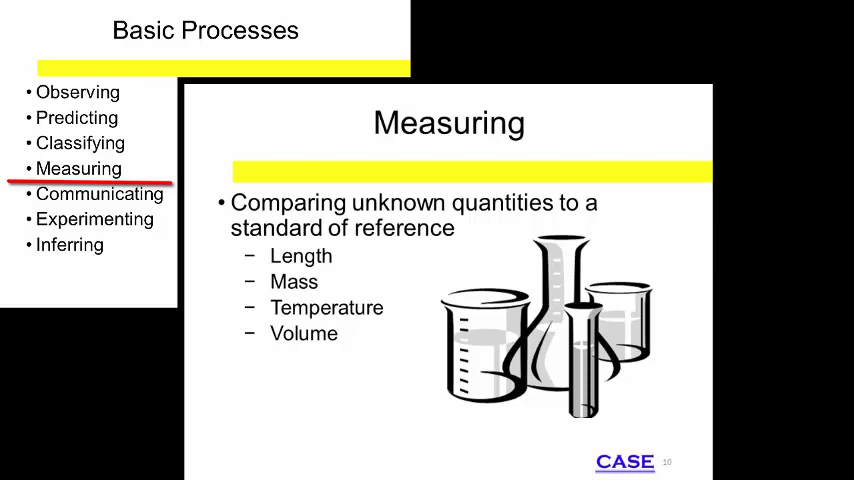 Basic Processes
• Observing
• Predicting
• Classifying
• Measuring
• Communicating
• Experimenting
• Inferring
Measuring
• Comparing unknown quantities to a
standard of reference
− Length
− Mass
− Temperature
− Volume
CASE 10